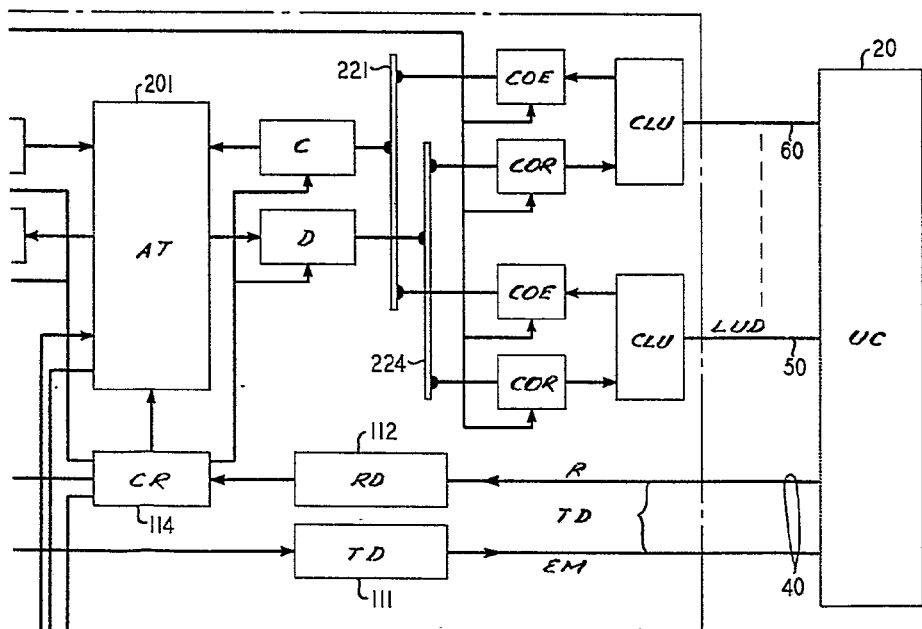 20
201
221
COE
CLU
60
C
COR
AT
D
UC
COE
CLU
LUD
50
224
COR
112
CR
RD
R
114
TD
TD
EM
40
111